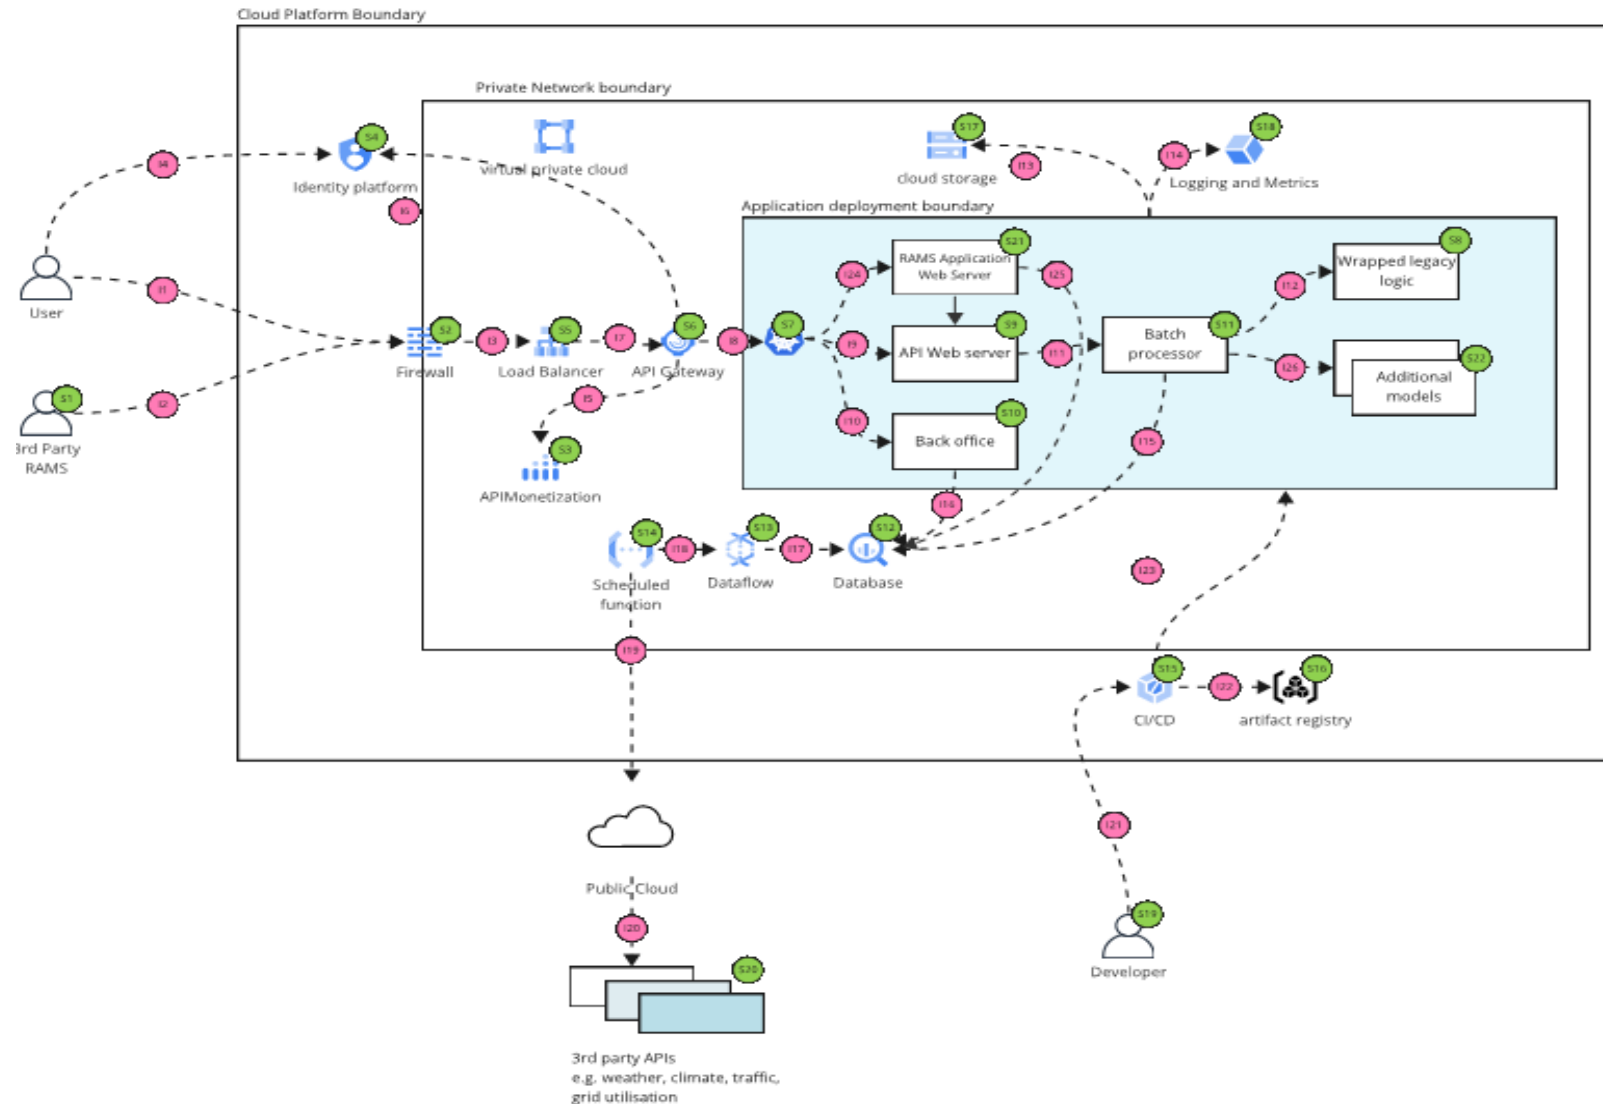 Cloud Platform Boundary
Private Network boundary
S4
I4
virtual private cloud
Identity platform
I6
S17
I13
cloud storage
S18
I14
Logging and Metrics
Application deployment boundary
User
I1
3rd Party
RAMS
S1
I2
S2
Firewall
I3
S5
Load Balancer
I7
S6
API Gateway
I8
S7
I5
S3
APIMonetization
I24
I9
I10
S21
RAMS Application
Web Server
I25
S9
API Web server
I11
S10
Back office
I16
S11
Batch
processor
I12
I26
I15
S8
Wrapped legacy
logic
S22
Additional
models
S14
Scheduled
function
I18
S13
Dataflow
I17
S12
Database
I23
I19
S15
CI/CD
I22
S16
artifact registry
Public Cloud
I20
S20
3rd party APIs
e.g. weather, climate, traffic,
grid utilisation
I21
S19
Developer